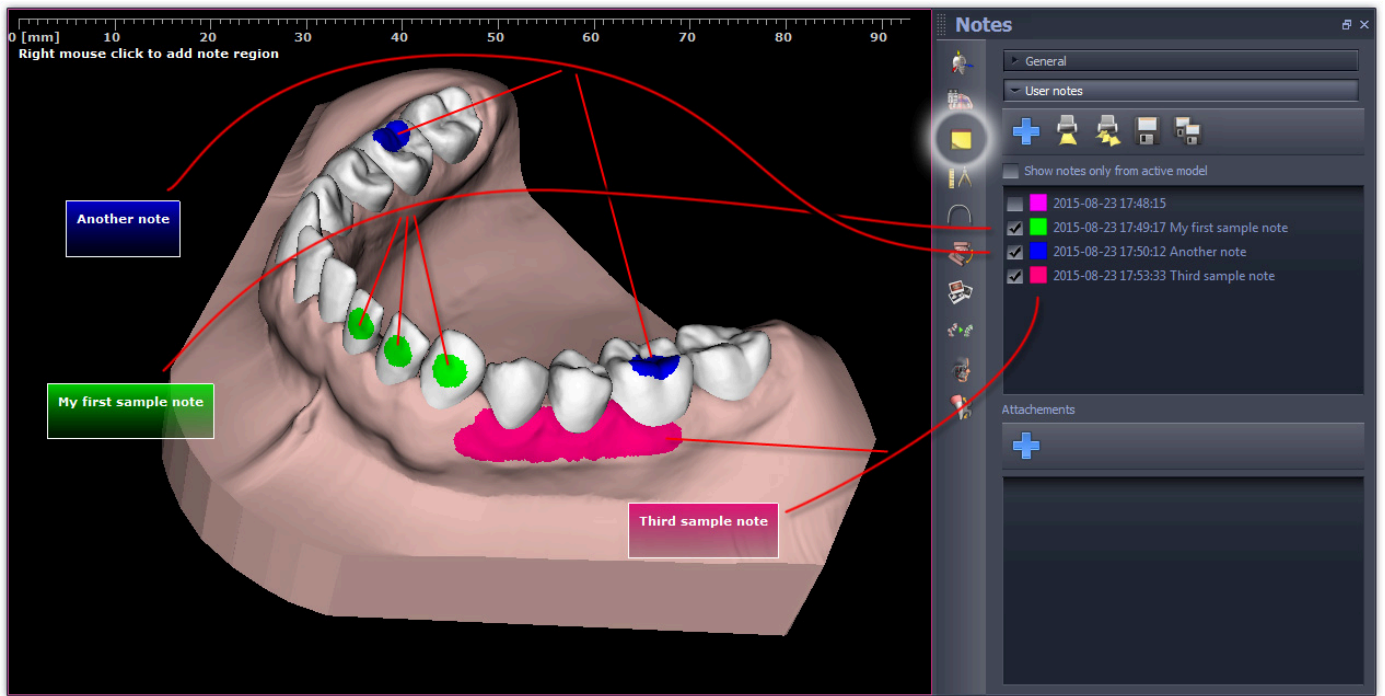 0 [mm] 10 20 30 40 50 60 70 80 90
Right mouse click to add note region
Another note
My first sample note
Third sample note
Notes
General
User notes
Show notes only from active model
2015-08-23 17:48:15
2015-08-23 17:49:17 My first sample note
2015-08-23 17:50:12 Another note
2015-08-23 17:53:33 Third sample note
Attachements